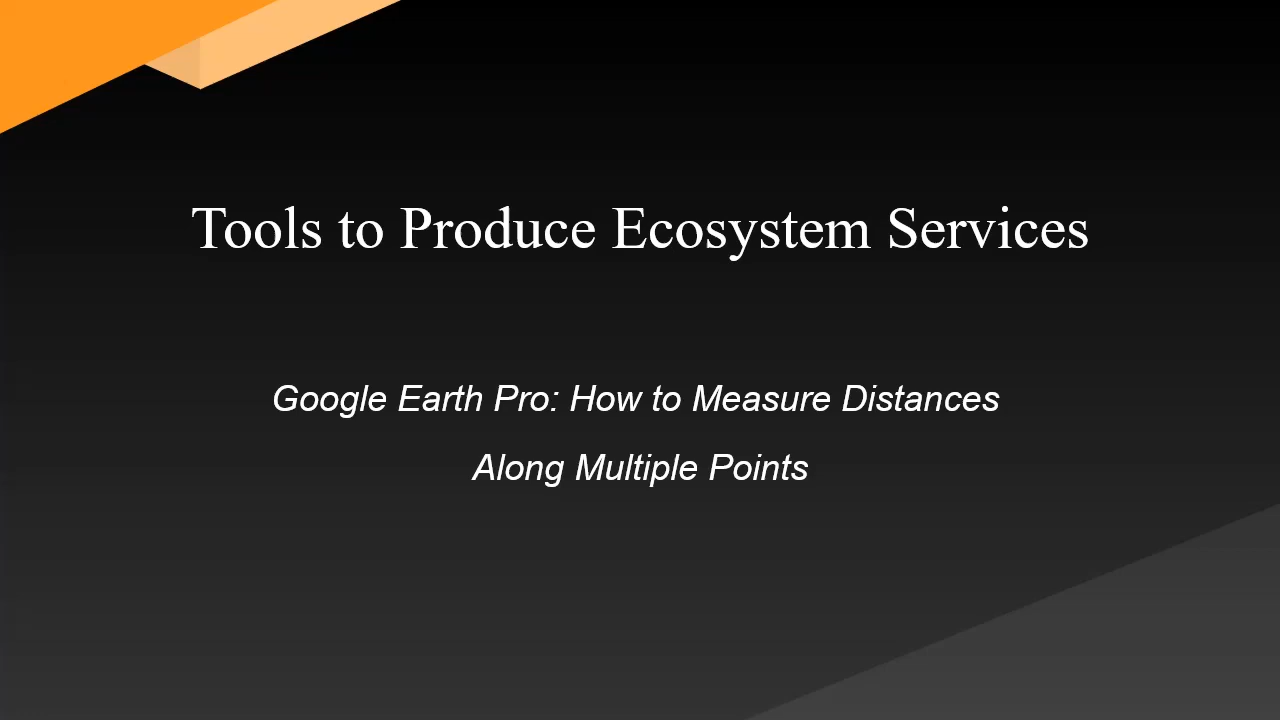 Tools to Produce Ecosystem Services
Google Earth Pro: How to Measure Distances
Along Multiple Points